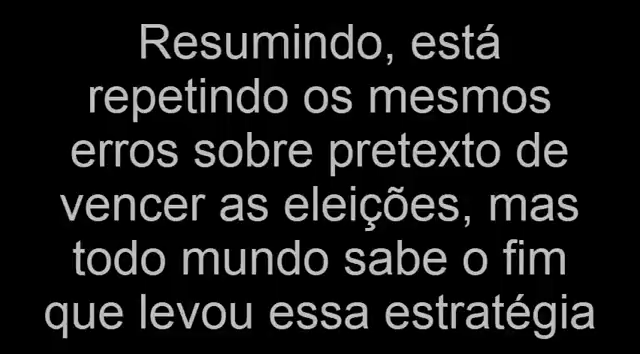 Resumindo, está
repetindo os mesmos
erros sobre pretexto de
vencer as eleições, mas
todo mundo sabe o fim
que levou essa estratégia